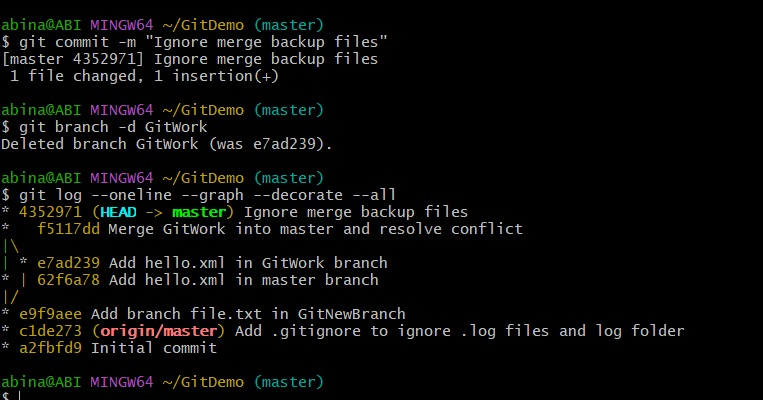 abina@ABI MINGW64 ~/GitDemo (master)
$ git commit -m "Ignore merge backup files"
[master 4352971] Ignore merge backup files
 1 file changed, 1 insertion(+)

abina@ABI MINGW64 ~/GitDemo (master)
$ git branch -d GitWork
Deleted branch GitWork (was e7ad239).

abina@ABI MINGW64 ~/GitDemo (master)
$ git log --oneline --graph --decorate --all
* 4352971 (HEAD -> master) Ignore merge backup files
*   f5117dd Merge GitWork into master and resolve conflict
|\
| * e7ad239 Add hello.xml in GitWork branch
* | 62f6a78 Add hello.xml in master branch
|/
* e9f9aee Add branch file.txt in GitNewBranch
* c1de273 (origin/master) Add .gitignore to ignore .log files and log folder
* a2fbfd9 Initial commit

abina@ABI MINGW64 ~/GitDemo (master)
$